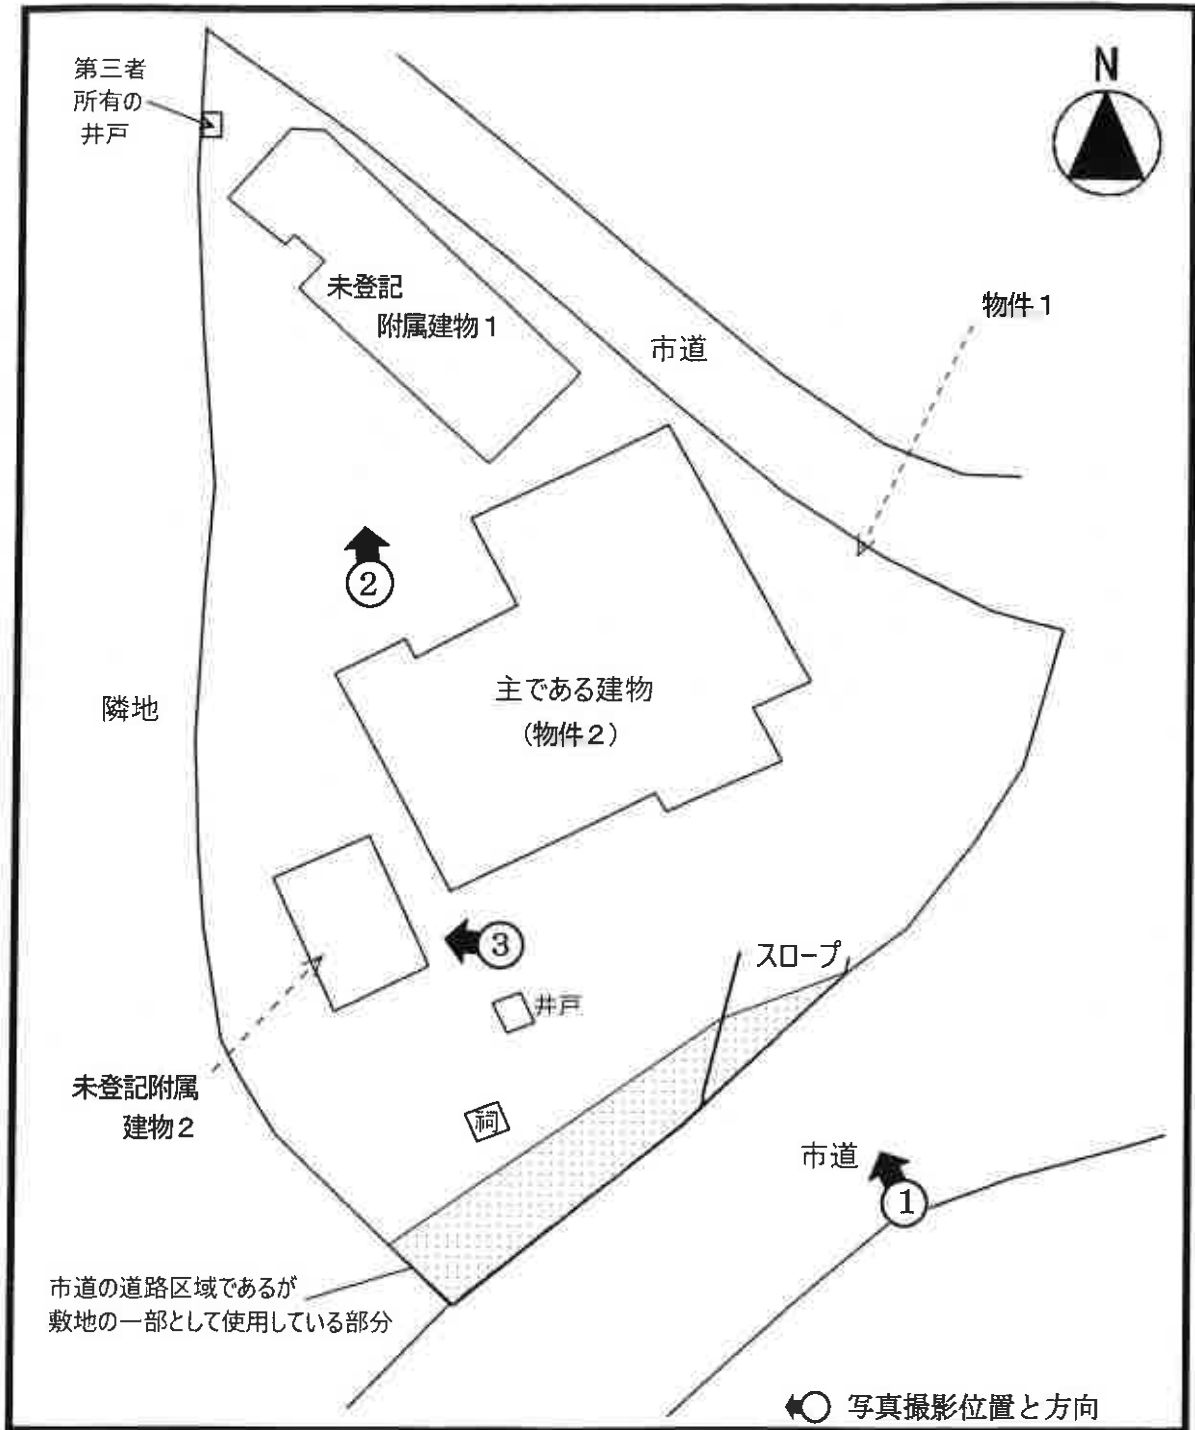 第三者
所有の
井戸
N
未登記
附属建物1
物件1
市道
②
隣地
主である建物
（物件2）
③
スロープ
井戸
未登記附属
建物2
祠
市道
①
市道の道路区域であるが
敷地の一部として使用している部分
写真撮影位置と方向